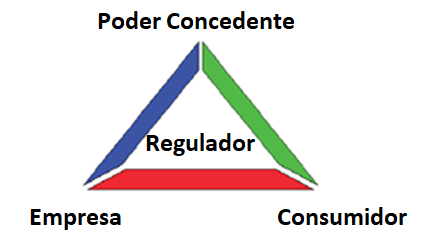 Poder Concedente
Regulador
Empresa
Consumidor